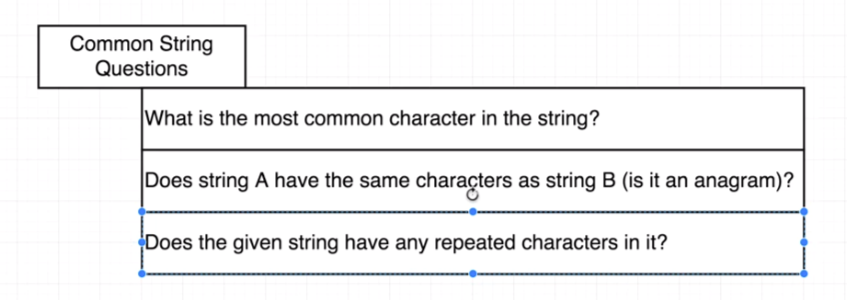 Common String
Questions
What is the most common character in the string?
Does string A have the same characters as string B (is it an anagram)?
Does the given string have any repeated characters in it?